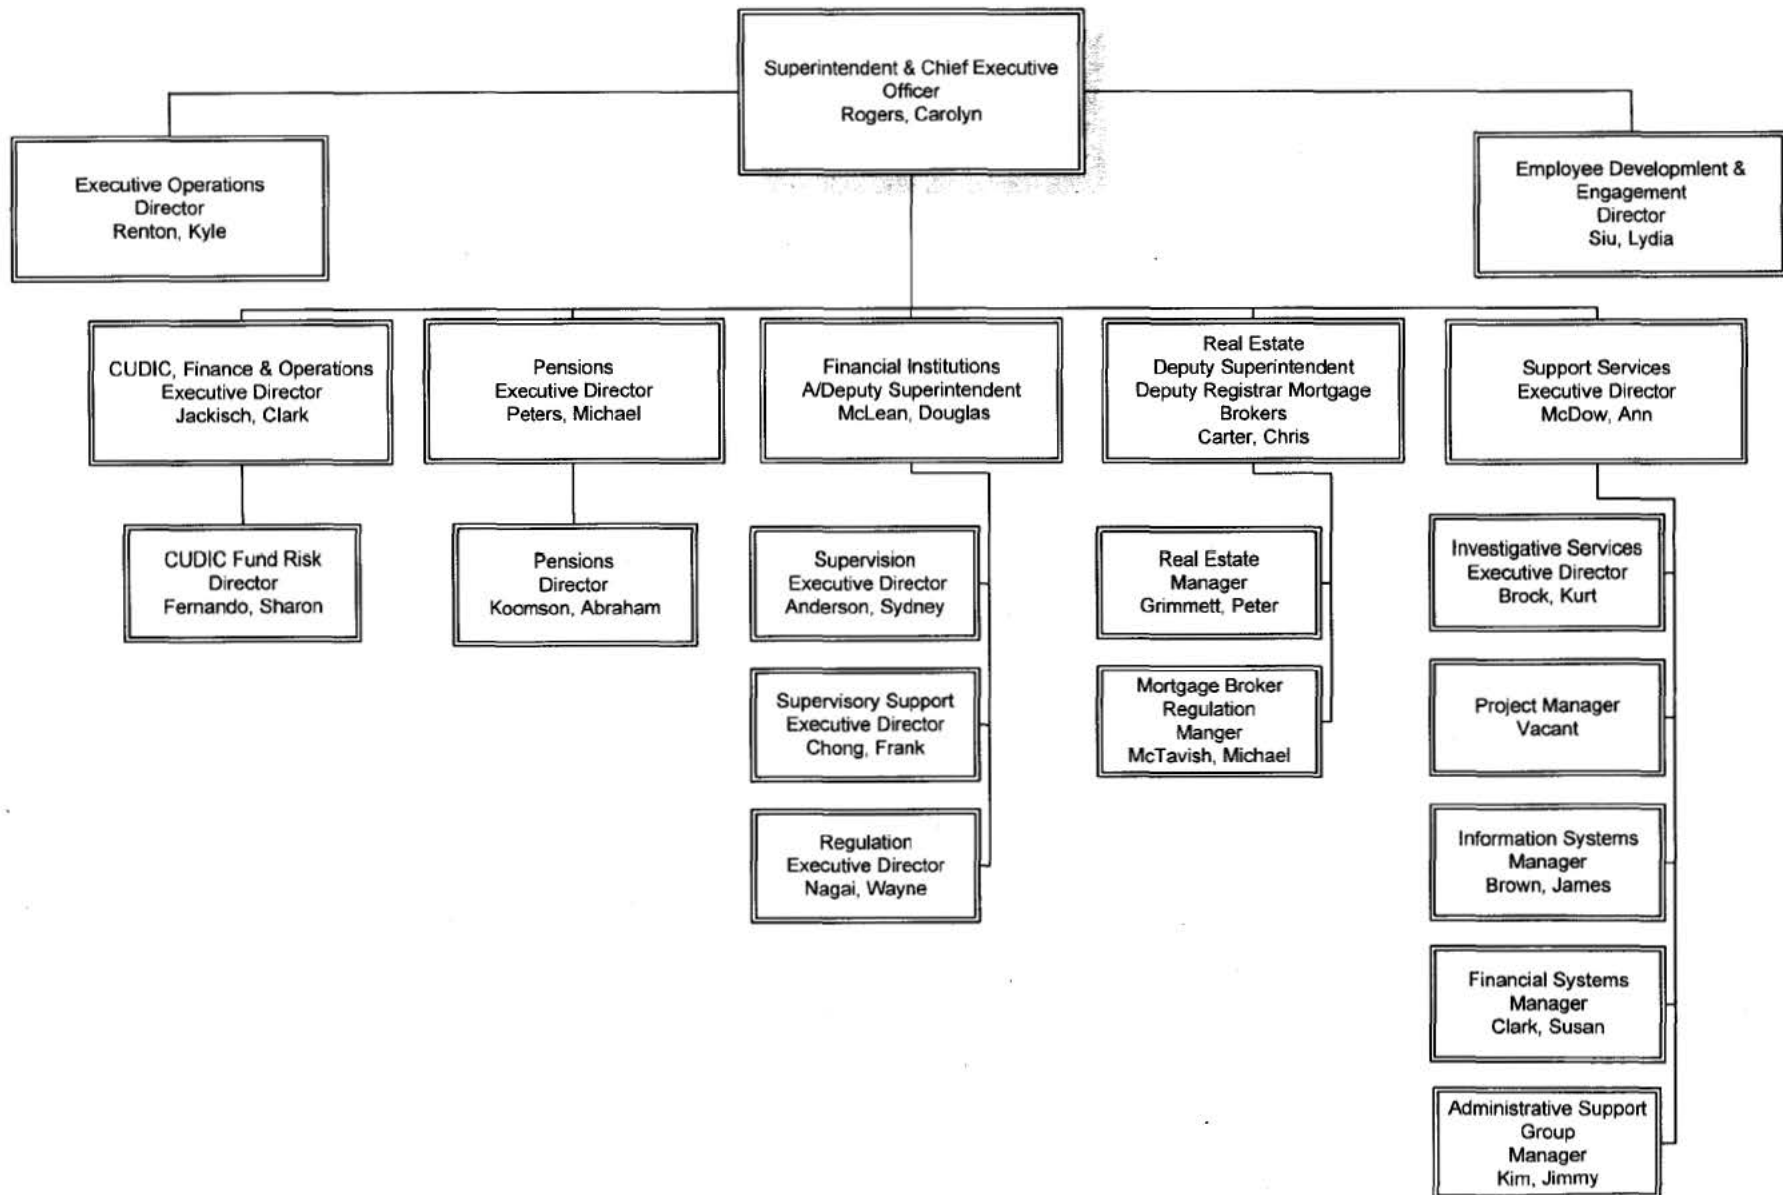 Superintendent & Chief Executive
Officer
Rogers, Carolyn
Executive Operations
Director
Renton, Kyle
Employee Developmlent &
Engagement
Director
Siu, Lydia
CUDIC, Finance & Operations
Executive Director
Jackisch, Clark
Pensions
Executive Director
Peters, Michael
Financial Institutions
A/Deputy Superintendent
McLean, Douglas
Real Estate
Deputy Superintendent
Deputy Registrar Mortgage
Brokers
Carter, Chris
Support Services
Executive Director
McDow, Ann
CUDIC Fund Risk
Director
Fernando, Sharon
Pensions
Director
Koomson, Abraham
Supervision
Executive Director
Anderson, Sydney
Supervisory Support
Executive Director
Chong, Frank
Regulation
Executive Director
Nagai, Wayne
Real Estate
Manager
Grimmett, Peter
Mortgage Broker
Regulation
Manger
McTavish, Michael
Investigative Services
Executive Director
Brock, Kurt
Project Manager
Vacant
Information Systems
Manager
Brown, James
Financial Systems
Manager
Clark, Susan
Administrative Support
Group
Manager
Kim, Jimmy